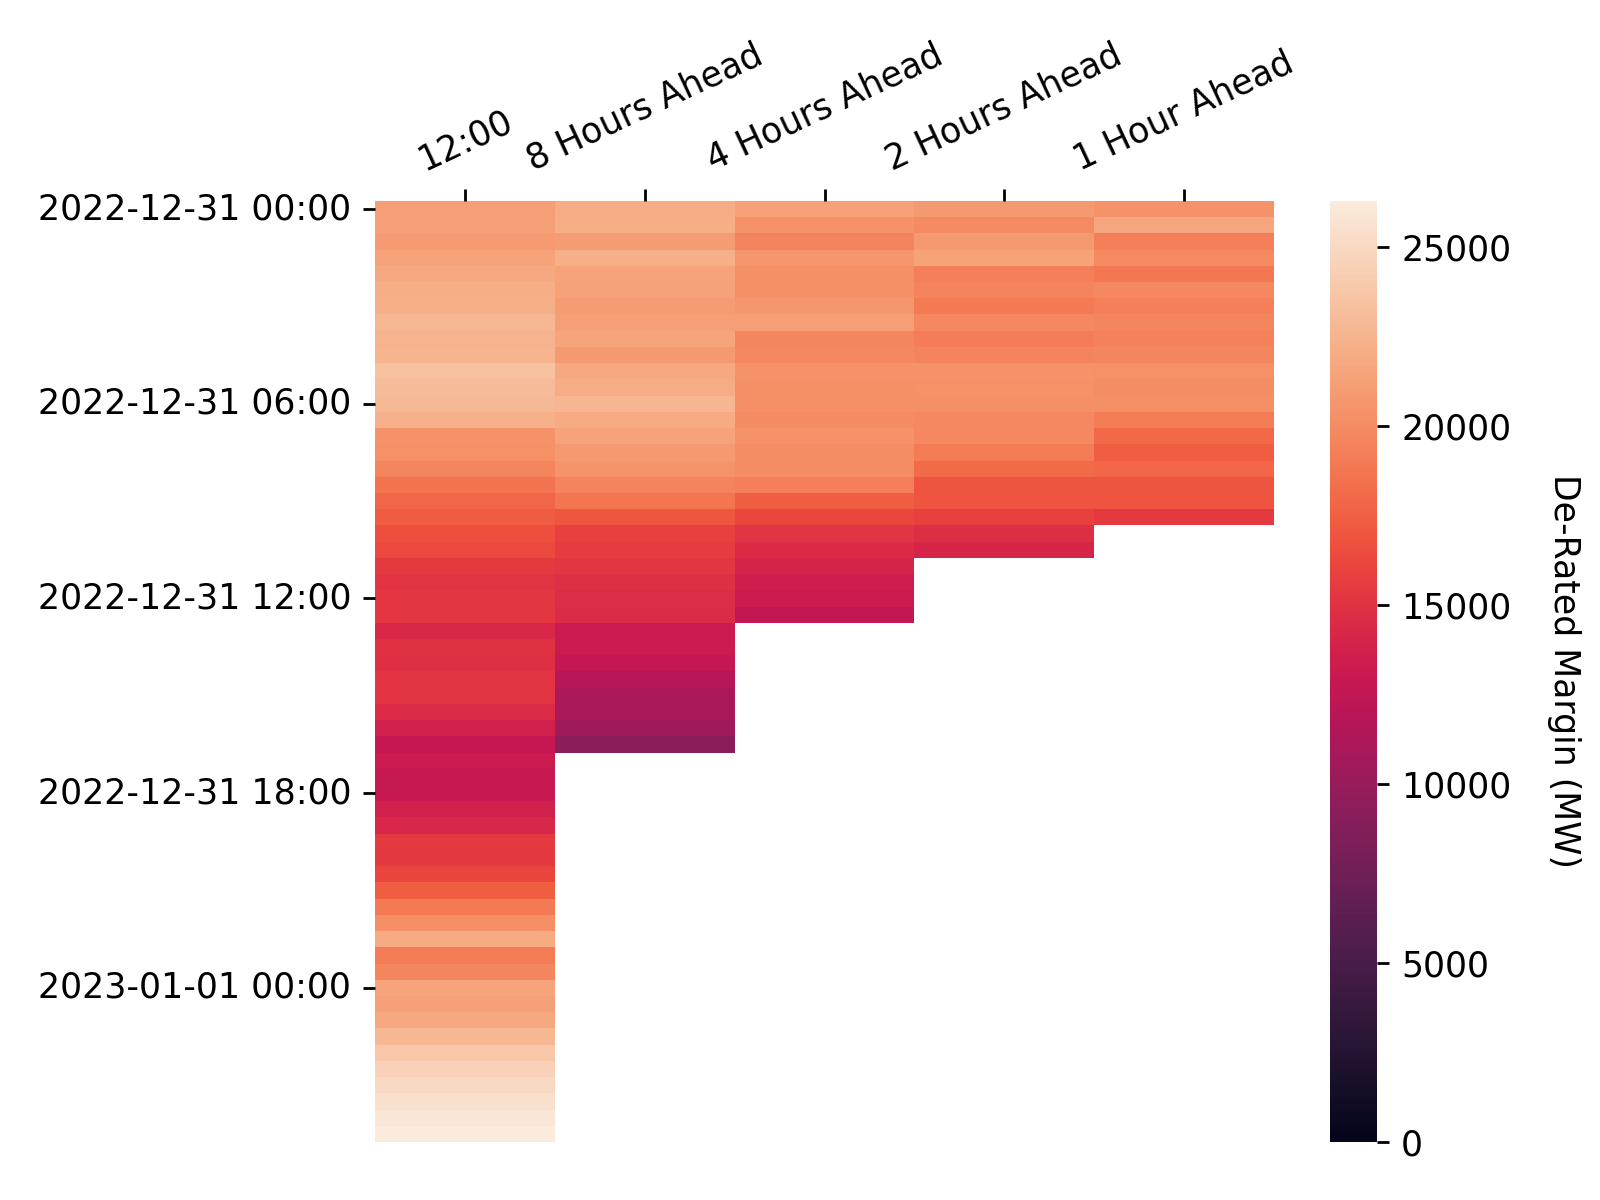 12:00
8 Hours Ahead
4 Hours Ahead
2 Hours Ahead
1 Hour Ahead
2022-12-31 00:00
2022-12-31 06:00
2022-12-31 12:00
2022-12-31 18:00
2023-01-01 00:00
25000
20000
15000
10000
5000
0
De-Rated Margin (MW)